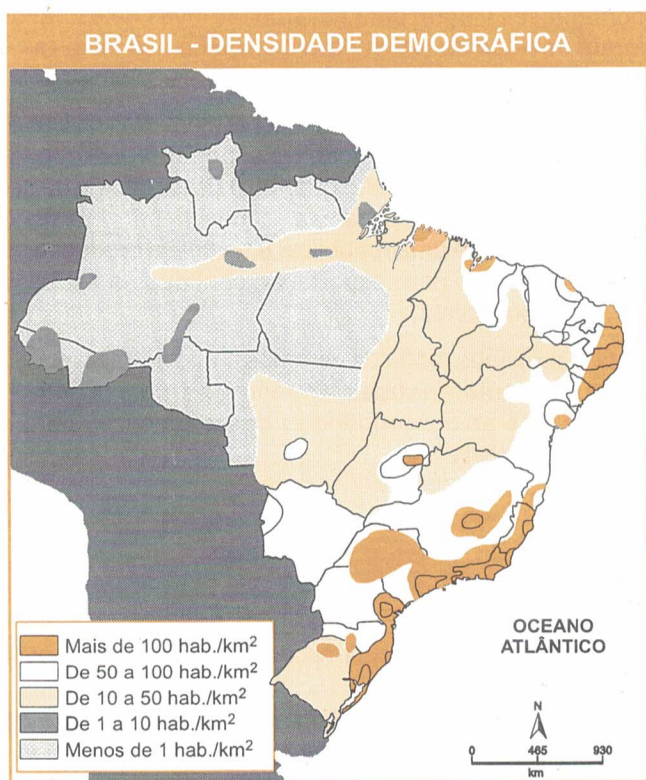 BRASIL - DENSIDADE DEMOGRÁFICA
OCEANO
ATLÂNTICO
Mais de 100 hab./km²
De 50 a 100 hab./km²
De 10 a 50 hab./km²
De 1 a 10 hab./km²
Menos de 1 hab./km²
N
0 465 930
km